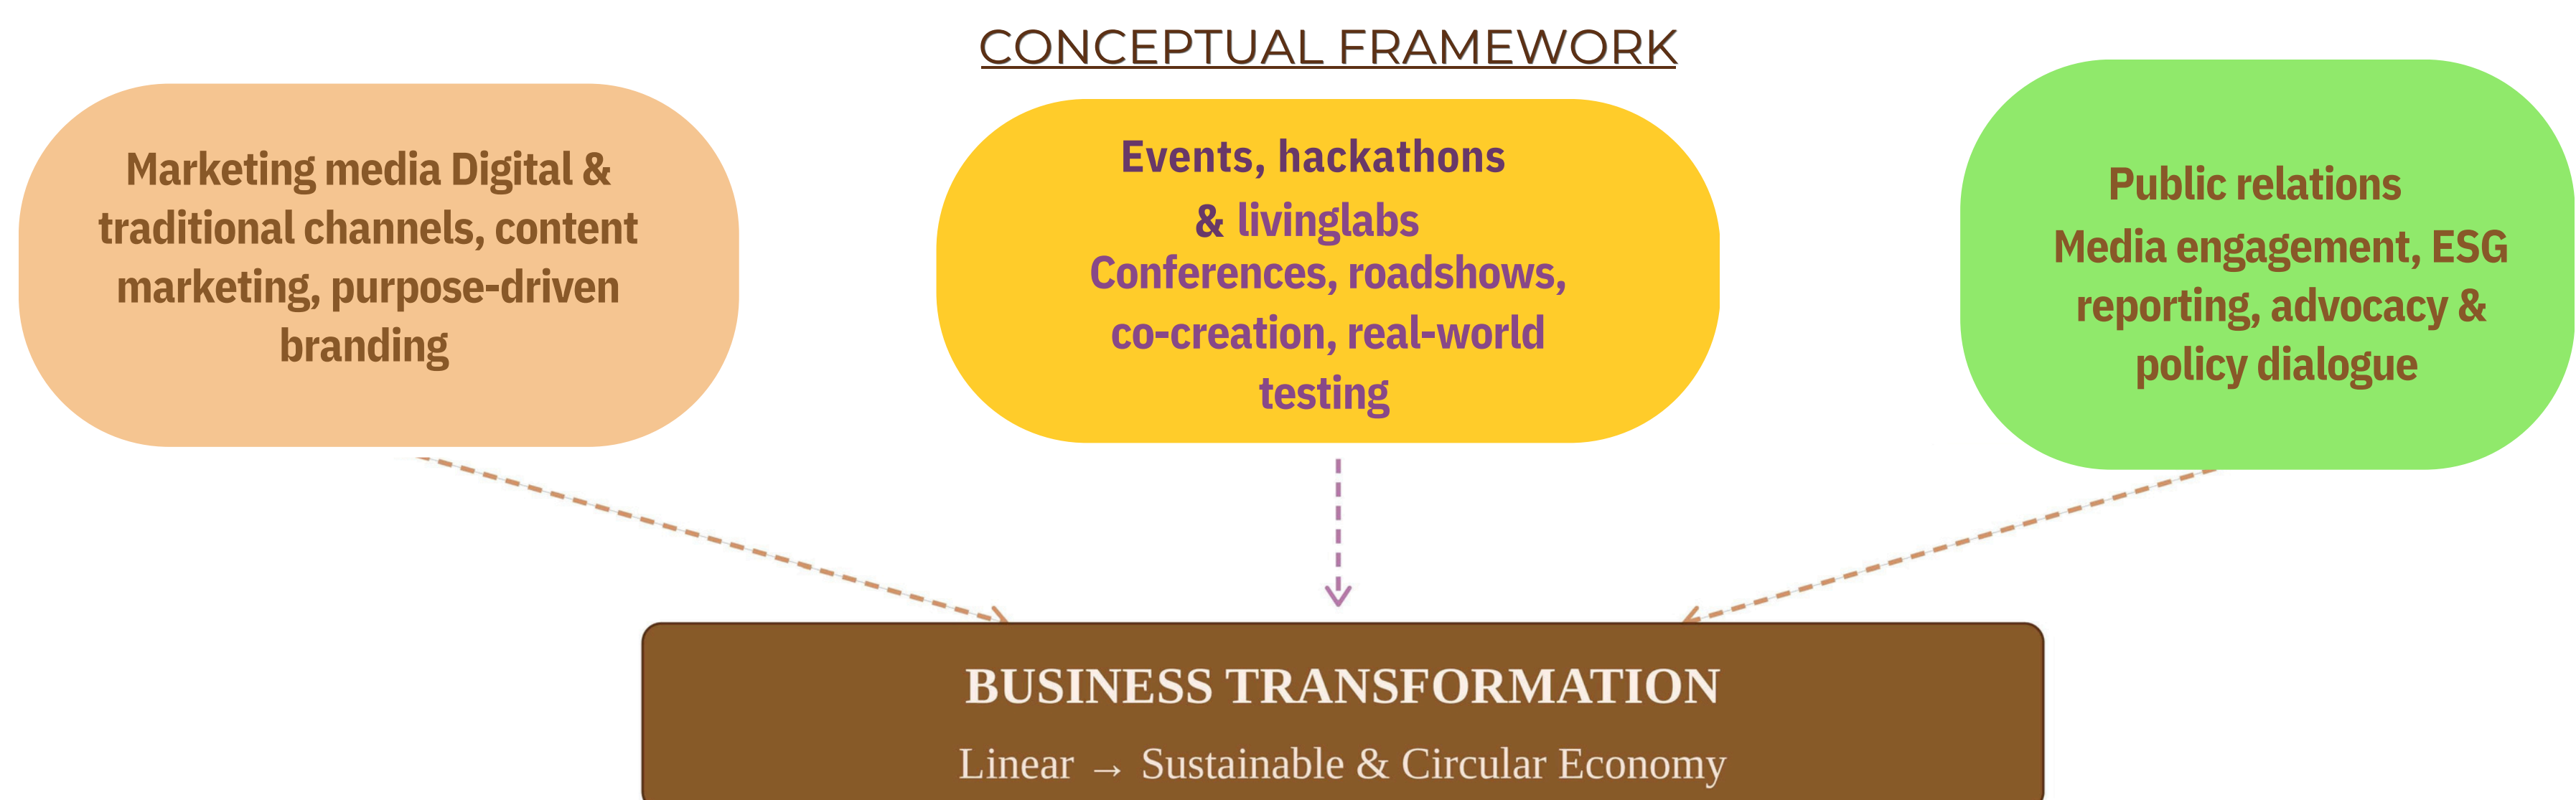 CONCEPTUAL FRAMEWORK
Marketing media Digital &
traditional channels, content
marketing, purpose-driven
branding
Events, hackathons
& livinglabs
Conferences, roadshows,
co-creation, real-world
testing
Public relations
Media engagement, ESG
reporting, advocacy &
policy dialogue
BUSINESS TRANSFORMATION
Linear → Sustainable & Circular Economy